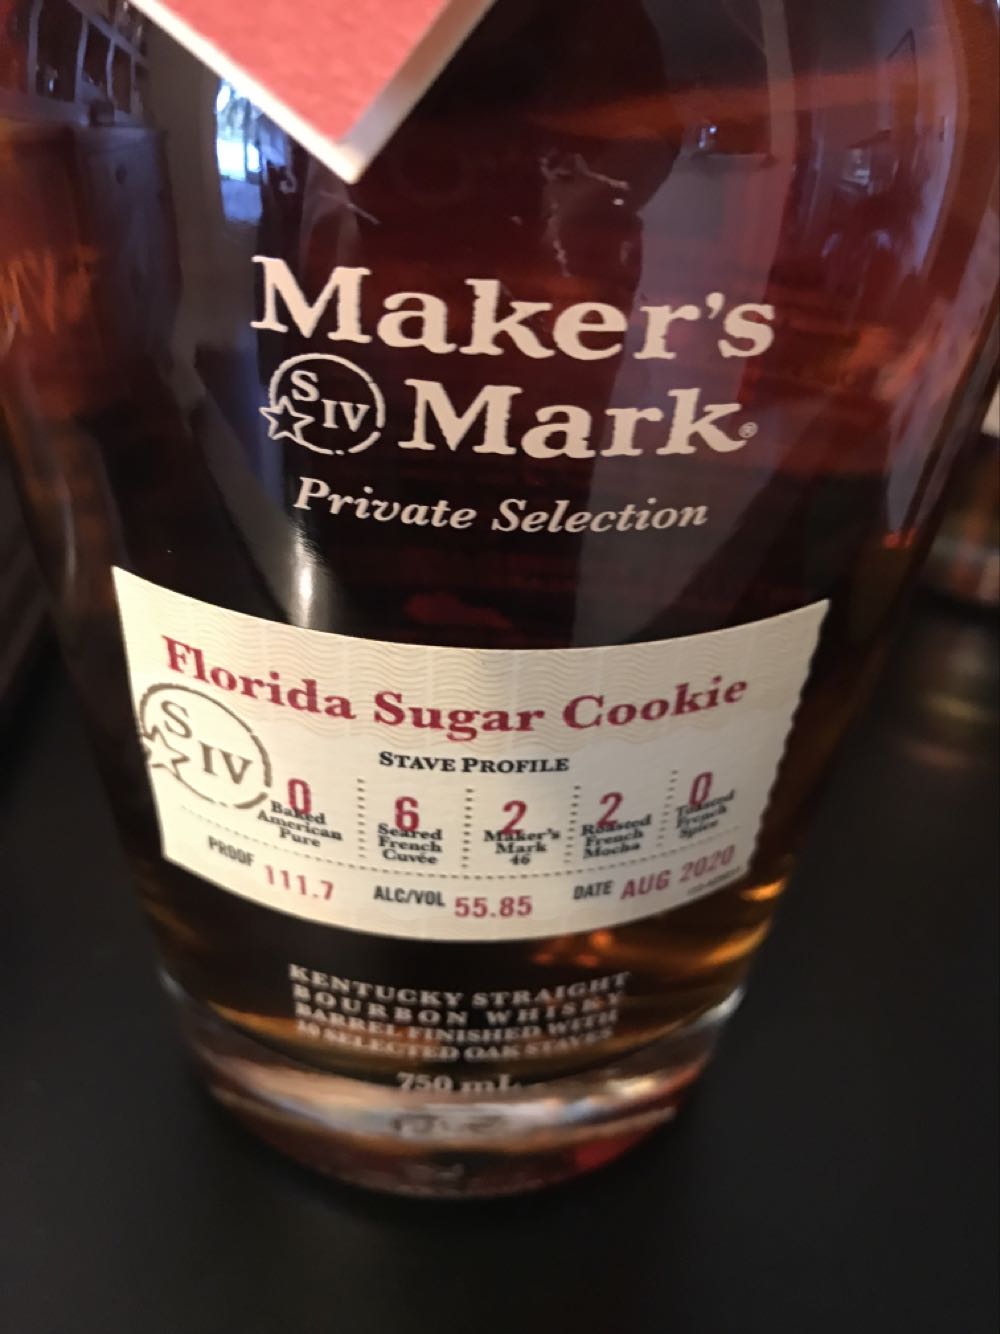 Maker's
S IV Mark®
Private Selection
Florida Sugar Cookie
S IV
STAVE PROFILE
0 6 2 2 0
Baked American Pure
Seared French Cuvée
Maker's Mark 46
Roasted French Mocha
Toasted French Spice
PROOF 111.7 ALC/VOL 55.85 DATE AUG 2020
KENTUCKY STRAIGHT
BOURBON WHISKY
BARREL FINISHED WITH
10 SELECTED OAK STAVES
750 mL